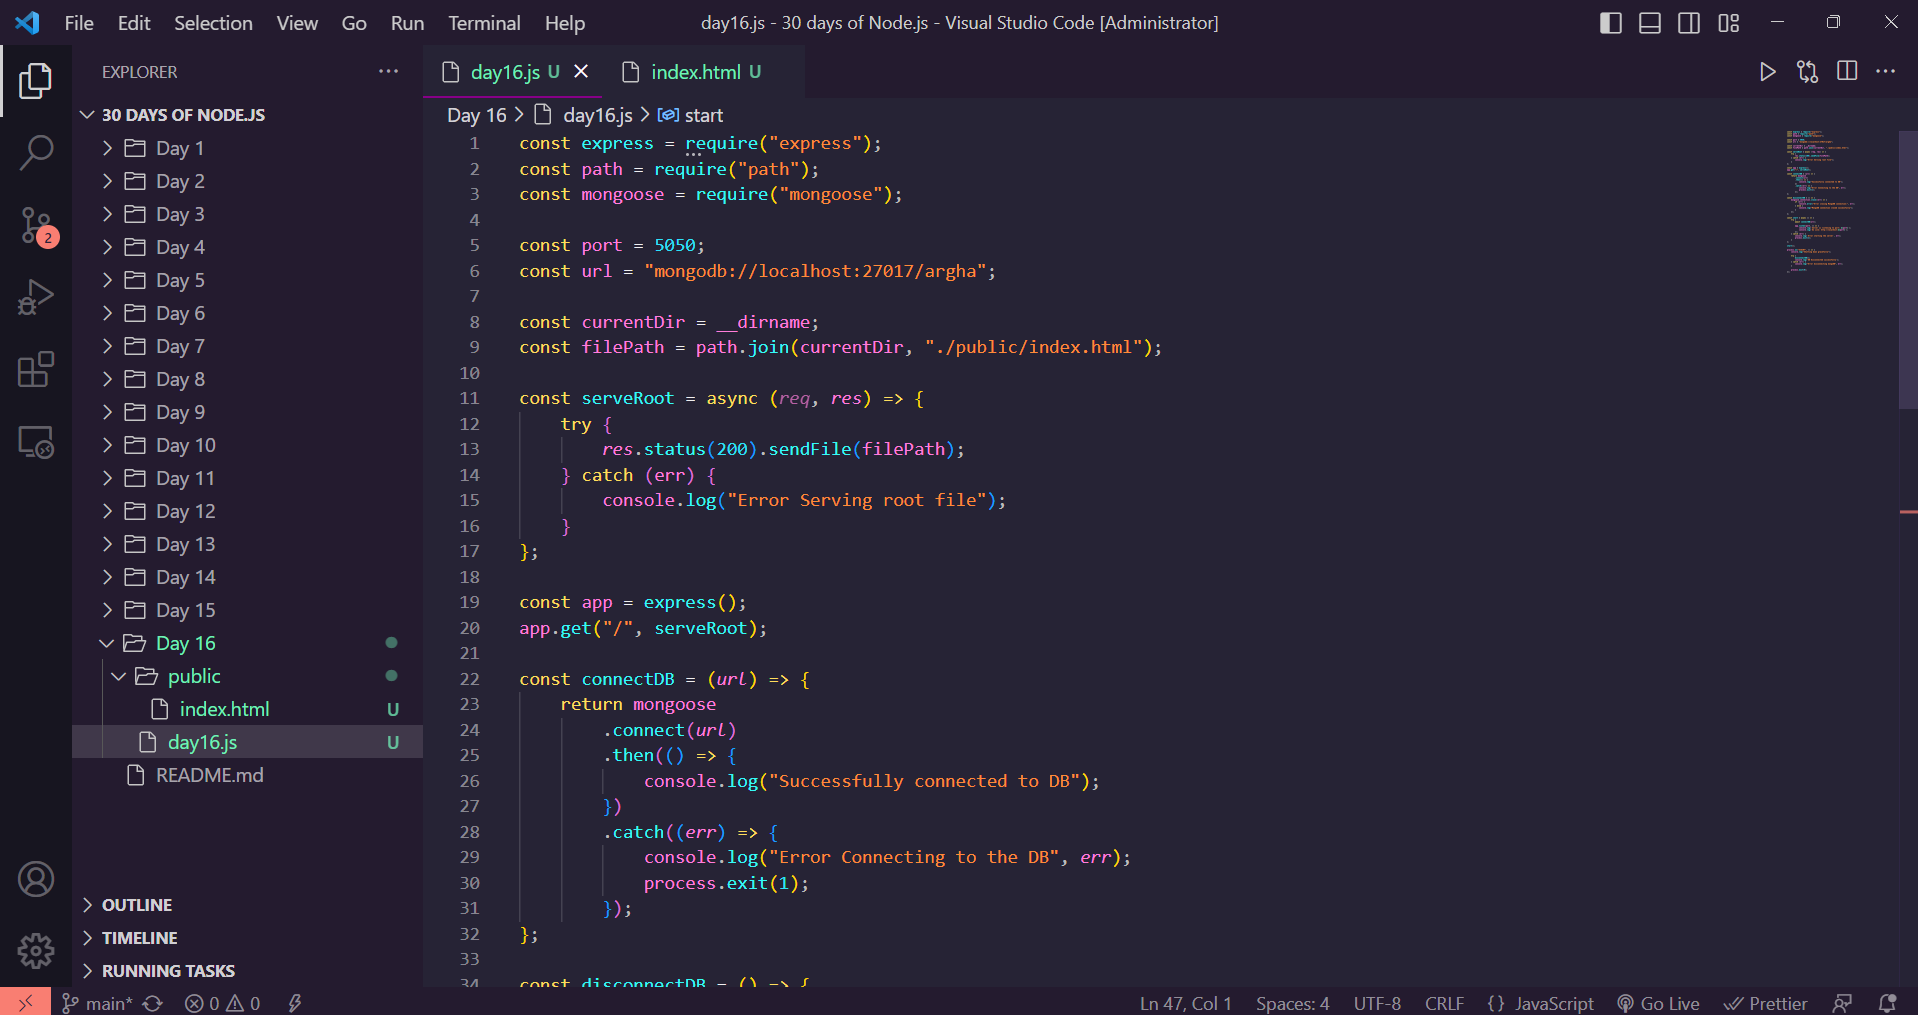 File Edit Selection View Go Run Terminal Help
day16.js - 30 days of Node.js - Visual Studio Code [Administrator]
EXPLORER
30 DAYS OF NODE.JS
Day 1
Day 2
Day 3
Day 4
Day 5
Day 6
Day 7
Day 8
Day 9
Day 10
Day 11
Day 12
Day 13
Day 14
Day 15
Day 16
public
index.html U
day16.js U
README.md
OUTLINE
TIMELINE
RUNNING TASKS
2
day16.js U index.html U
Day 16 > day16.js > start
1 const express = require("express");
2 const path = require("path");
3 const mongoose = require("mongoose");
4
5 const port = 5050;
6 const url = "mongodb://localhost:27017/argha";
7
8 const currentDir = __dirname;
9 const filePath = path.join(currentDir, "./public/index.html");
10
11 const serveRoot = async (req, res) => {
12 try {
13 res.status(200).sendFile(filePath);
14 } catch (err) {
15 console.log("Error Serving root file");
16 }
17 };
18
19 const app = express();
20 app.get("/", serveRoot);
21
22 const connectDB = (url) => {
23 return mongoose
24 .connect(url)
25 .then(() => {
26 console.log("Successfully connected to DB");
27 })
28 .catch((err) => {
29 console.log("Error Connecting to the DB", err);
30 process.exit(1);
31 });
32 };
33
34 const disconnectDB = () => {
main* 0 0
Ln 47, Col 1 Spaces: 4 UTF-8 CRLF {} JavaScript Go Live Prettier